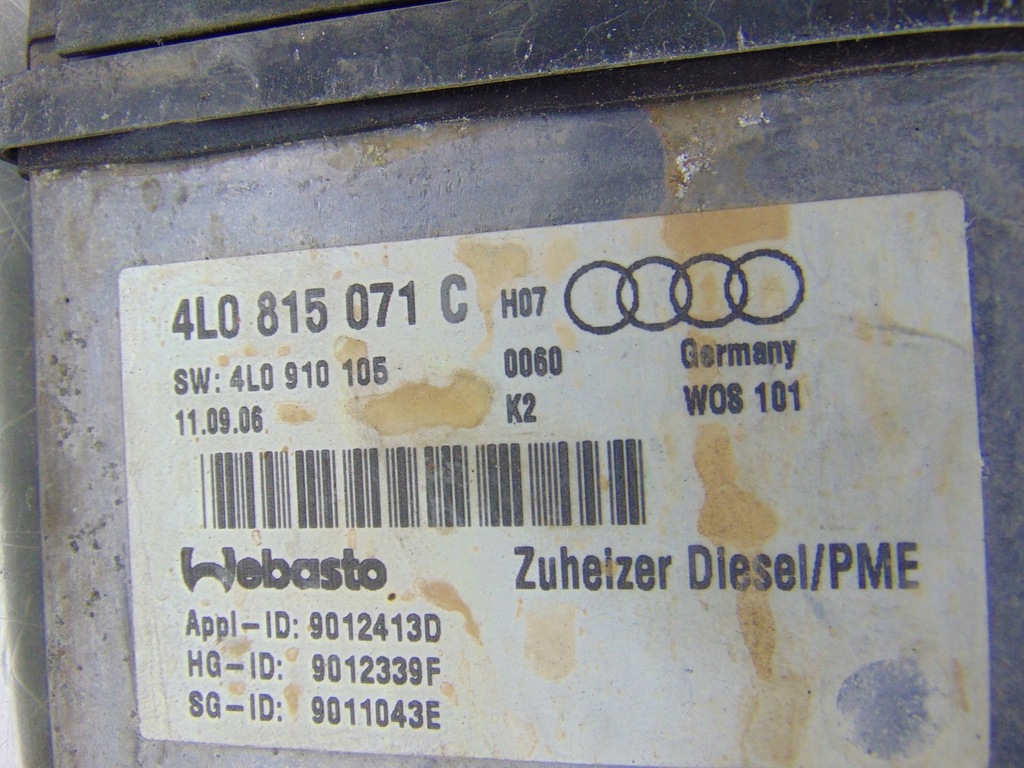 4L0 815 071 C H07
SW: 4L0 910 105 0060 Germany
11.09.06 K2 WOS 101
Webasto Zuheizer Diesel/PME
Appl-ID: 9012413D
HG-ID: 9012339F
SG-ID: 9011043E